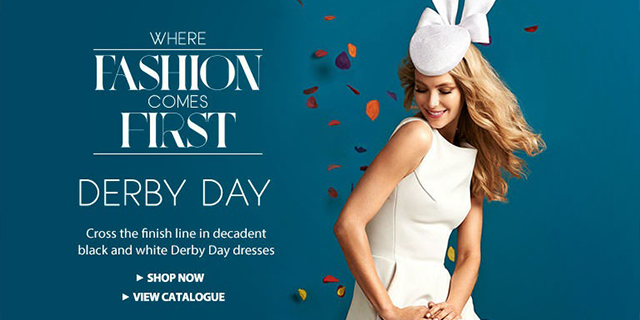 WHERE
FASHION
COMES
FIRST
DERBY DAY
Cross the finish line in decadent
black and white Derby Day dresses
▶ SHOP NOW
▶ VIEW CATALOGUE